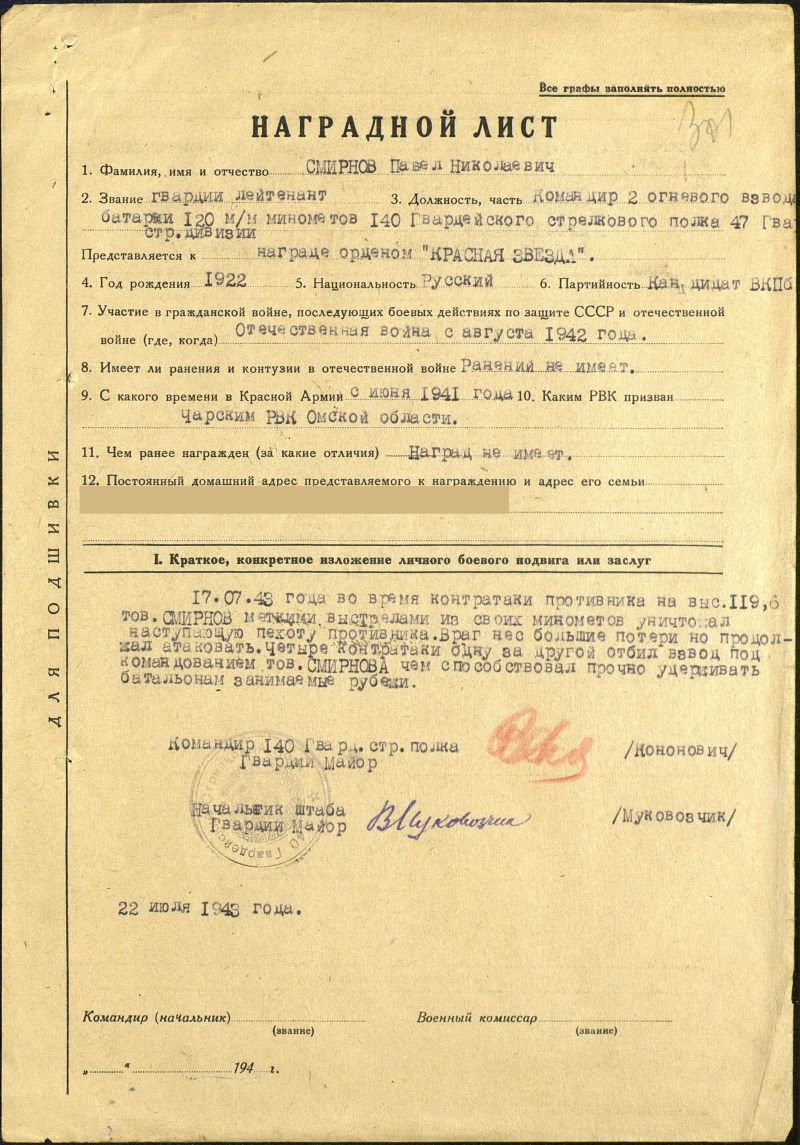 Все графы заполнять полностью
НАГРАДНОЙ ЛИСТ
1. Фамилия, имя и отчество СМИРНОВ Павел Николаевич
2. Звание гвардии лейтенант 3. Должность, часть Командир 2 огневого взвода
батареи 120 м/м минометов 140 Гвардейского стрелкового полка 47 Гва
стр.дивизии
Представляется к награде орденом "КРАСНАЯ ЗВЕЗДА".
4. Год рождения 1922 5. Национальность Русский 6. Партийность Кандидат ВКПб
7. Участие в гражданской войне, последующих боевых действиях по защите СССР и отечественной
войне (где, когда) Отечественная война с августа 1942 года.
8. Имеет ли ранения и контузии в отечественной войне Ранений не имеет.
9. С какого времени в Красной Армии с июня 1941 года 10. Каким РВК призван
Чарским РВК Омской области.
11. Чем ранее награжден (за какие отличия) Наград не имеет.
12. Постоянный домашний адрес представляемого к награждению и адрес его семьи
I. Краткое, конкретное изложение личного боевого подвига или заслуг
17.07.43 года во время контратаки противника на выс.119,6
тов.СМИРНОВ меткими выстрелами из своих минометов уничтожал
наступающую пехоту противника.Враг нес большие потери но продол-
жал атаковать.Четыре контратаки одну за другой отбил взвод под
командованием тов.СМИРНОВА чем способствовал прочно удерживать
батальонам занимаемые рубежи.
Командир 140 Гвард.стр.полка /Кононович/
Гвардии Майор
Начальник штаба
Гвардии Майор ВМуковозчик /Муковозчик/
22 июля 1943 года.
Командир (начальник) Военный комиссар
(звание) (звание)
„ " 194 г.
ДЛЯ ПОДШИВКИ